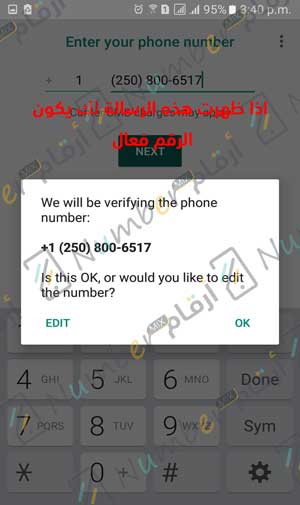 95% 3:40 p.m.
Enter your phone number
+ 1 (250) 800-6517
Carrier SMS charges may apply
اذا ظهرت هذه الرسالة لن يكون
الرقم فعال
NEXT
We will be verifying the phone
number:
+1 (250) 800-6517
Is this OK, or would you like to edit
the number?
EDIT OK
4 GHI 5 JKL 6 MNO Done
7 PQRS 8 TUV 9 WXYZ Sym
* 0 + #
أرقام Number MIX